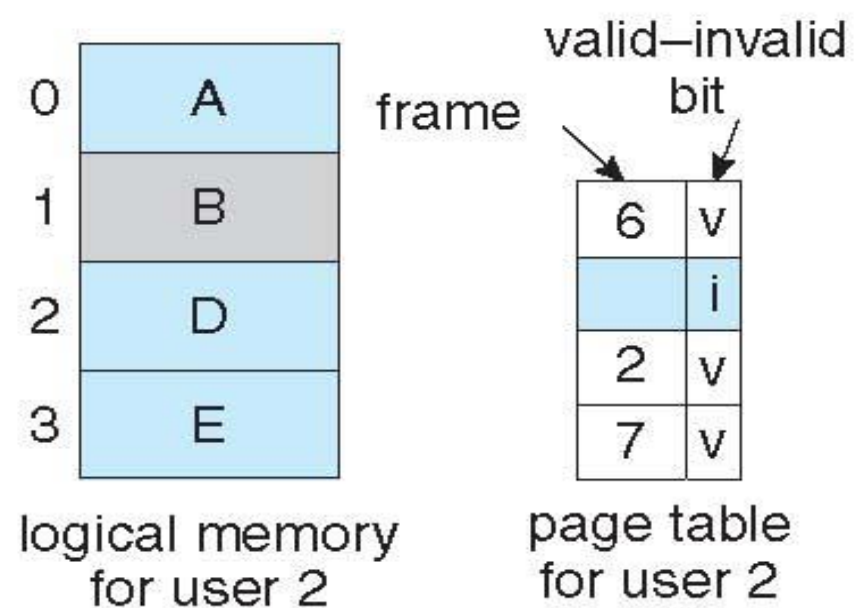 0 A
1 B
2 D
3 E
logical memory
for user 2
frame
valid–invalid
bit
6 v
i
2 v
7 v
page table
for user 2